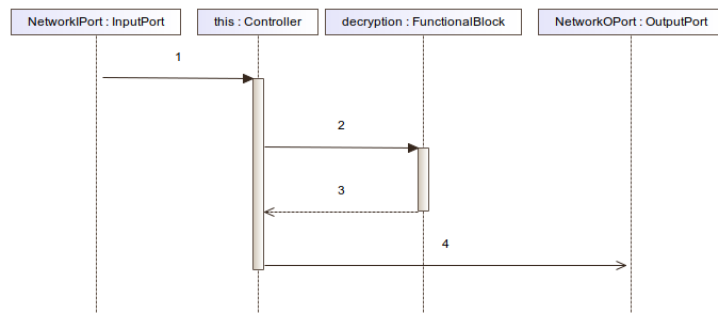 NetworkIPort : InputPort
this : Controller
decryption : FunctionalBlock
NetworkOPort : OutputPort
1
2
3
4